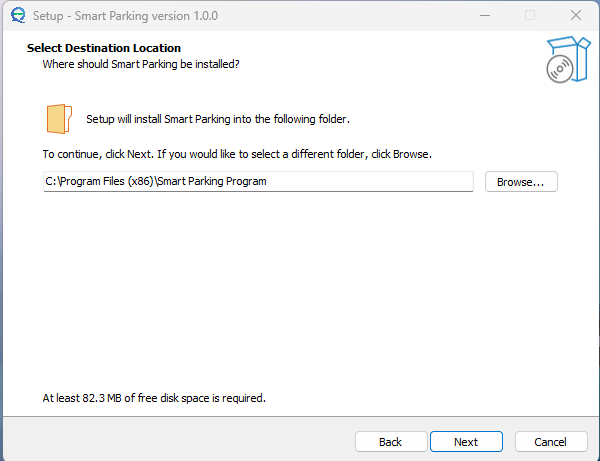 Setup - Smart Parking version 1.0.0
Select Destination Location
Where should Smart Parking be installed?
Setup will install Smart Parking into the following folder.
To continue, click Next. If you would like to select a different folder, click Browse.
C:\Program Files (x86)\Smart Parking Program
Browse...
At least 82.3 MB of free disk space is required.
Back
Next
Cancel